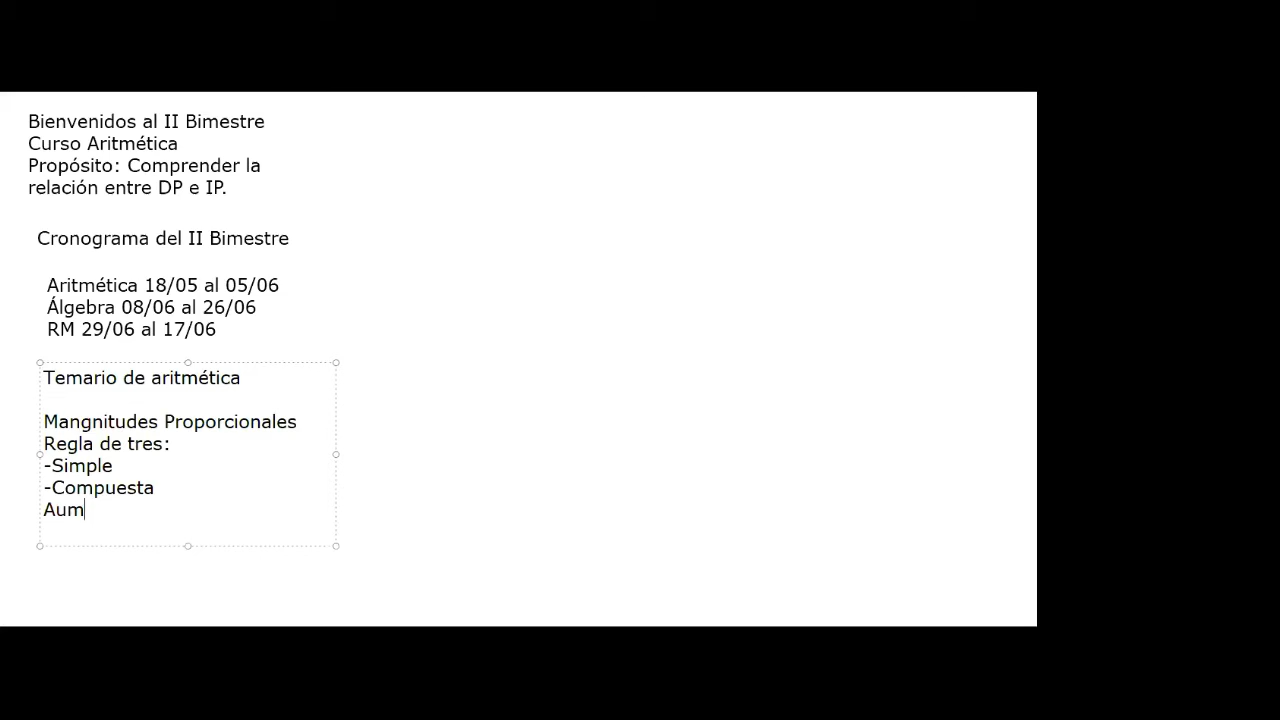 Bienvenidos al II Bimestre
Curso Aritmética
Propósito: Comprender la
relación entre DP e IP.
Cronograma del II Bimestre
Aritmética 18/05 al 05/06
Álgebra 08/06 al 26/06
RM 29/06 al 17/06
Temario de aritmética
Mangnitudes Proporcionales
Regla de tres:
-Simple
-Compuesta
Aum